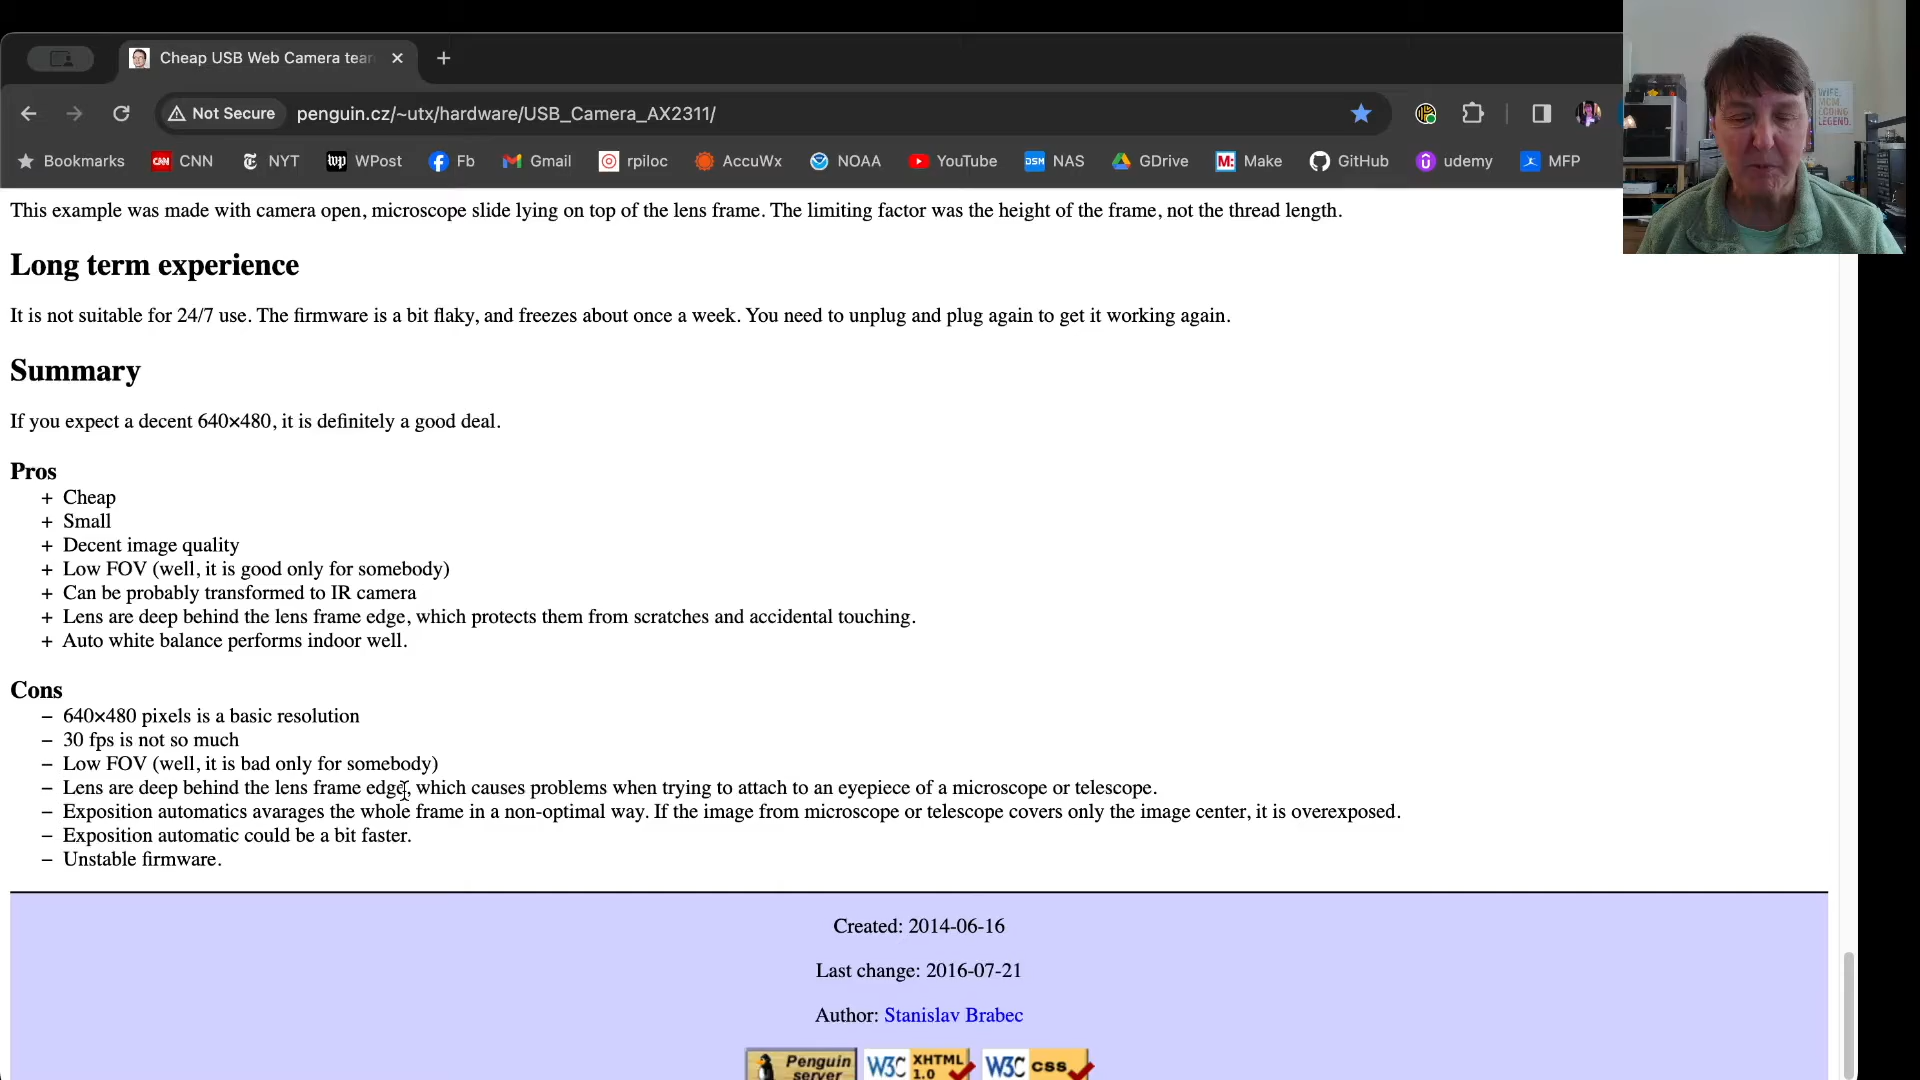 Cheap USB Web Camera tear
Not Secure penguin.cz/~utx/hardware/USB_Camera_AX2311/
Bookmarks CNN NYT WPost Fb Gmail rpiloc AccuWx NOAA YouTube NAS GDrive Make GitHub udemy MFP
WIFE.
MOM.
CODING
LEGEND.
This example was made with camera open, microscope slide lying on top of the lens frame. The limiting factor was the height of the frame, not the thread length.
Long term experience
It is not suitable for 24/7 use. The firmware is a bit flaky, and freezes about once a week. You need to unplug and plug again to get it working again.
Summary
If you expect a decent 640×480, it is definitely a good deal.
Pros
+ Cheap
+ Small
+ Decent image quality
+ Low FOV (well, it is good only for somebody)
+ Can be probably transformed to IR camera
+ Lens are deep behind the lens frame edge, which protects them from scratches and accidental touching.
+ Auto white balance performs indoor well.
Cons
– 640×480 pixels is a basic resolution
– 30 fps is not so much
– Low FOV (well, it is bad only for somebody)
– Lens are deep behind the lens frame edge, which causes problems when trying to attach to an eyepiece of a microscope or telescope.
– Exposition automatics avarages the whole frame in a non-optimal way. If the image from microscope or telescope covers only the image center, it is overexposed.
– Exposition automatic could be a bit faster.
– Unstable firmware.
Created: 2014-06-16
Last change: 2016-07-21
Author: Stanislav Brabec
Penguin server W3C XHTML 1.0 W3C css